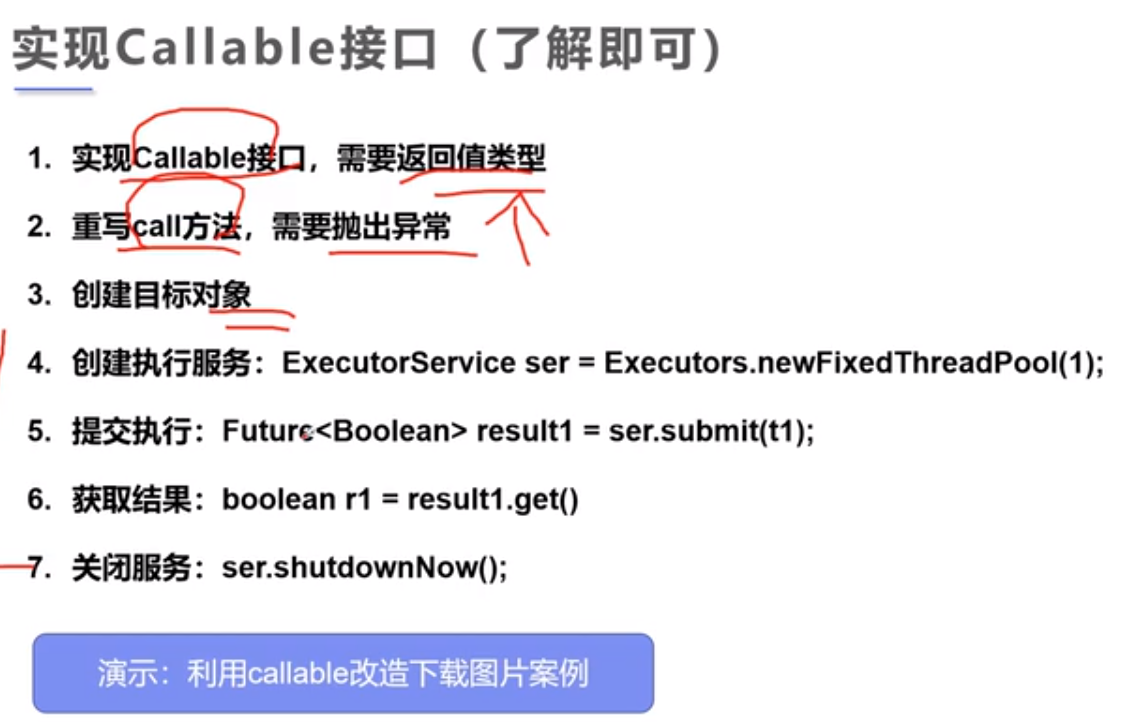 实现Callable接口（了解即可）
1. 实现Callable接口，需要返回值类型
2. 重写call方法，需要抛出异常
3. 创建目标对象
4. 创建执行服务：ExecutorService ser = Executors.newFixedThreadPool(1);
5. 提交执行：Future<Boolean> result1 = ser.submit(t1);
6. 获取结果：boolean r1 = result1.get()
7. 关闭服务：ser.shutdownNow();
演示：利用callable改造下载图片案例